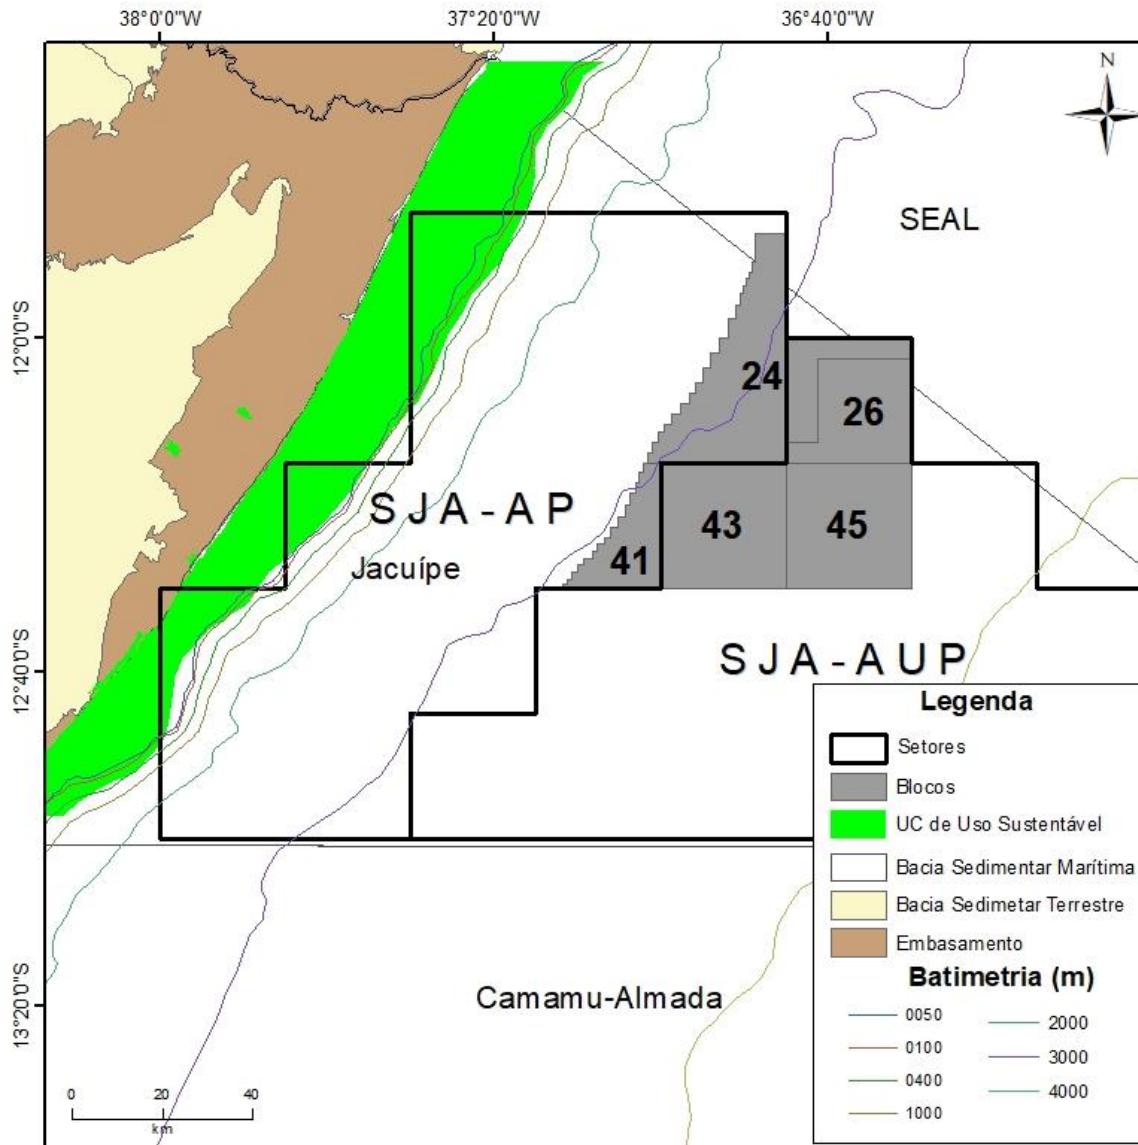 38°0'0"W
37°20'0"W
36°40'0"W
N
SEAL
12°0'0"S
24
26
SJA-AP
43
45
Jacuípe
41
12°40'0"S
SJA-AUP
Legenda
Setores
Blocos
UC de Uso Sustentável
Bacia Sedimentar Marítima
Bacia Sedimetar Terrestre
Embasamento
Batimetria (m)
0050
2000
0100
3000
0400
4000
1000
Camamu-Almada
13°20'0"S
0 20 40
km